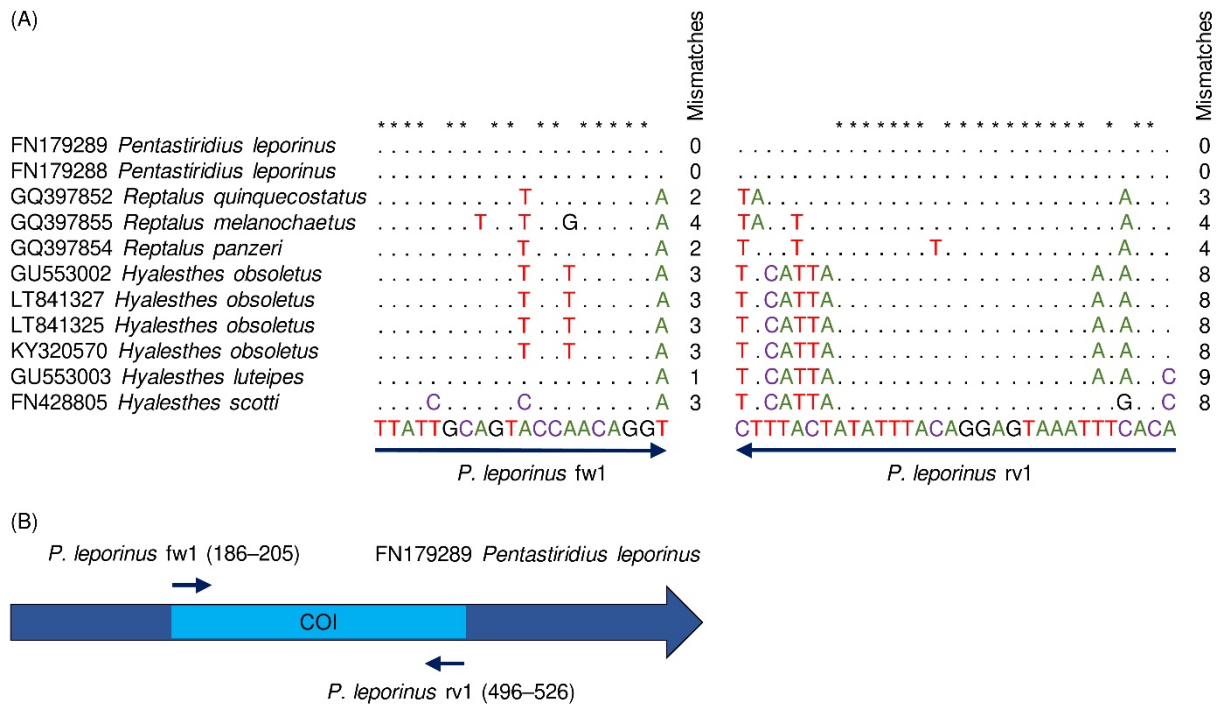 (A)
Mismatches Mismatches
**** ** ** ** ***** ******* ********** * **
FN179289 Pentastiridius leporinus .................... 0 ............................... 0
FN179288 Pentastiridius leporinus .................... 0 ............................... 0
GQ397852 Reptalus quinquecostatus ..........T........A 2 TA.........................A... 3
GQ397855 Reptalus melanochaetus .......T..T..G.....A 4 TA..T......................A... 4
GQ397854 Reptalus panzeri ..........T........A 2 T...T.........T............A... 4
GU553002 Hyalesthes obsoletus ..........T..T.....A 3 T.CATTA..................A.A... 8
LT841327 Hyalesthes obsoletus ..........T..T.....A 3 T.CATTA..................A.A... 8
LT841325 Hyalesthes obsoletus ..........T..T.....A 3 T.CATTA..................A.A... 8
KY320570 Hyalesthes obsoletus ..........T..T.....A 3 T.CATTA..................A.A... 8
GU553003 Hyalesthes luteipes ...................A 1 T.CATTA..................A.A..C 9
FN428805 Hyalesthes scotti ....C.....C........A 3 T.CATTA....................G..C 8
TTATTGCAGTACCAACAGGT CTTTACTATATTTACAGGAGTAAATTTCACA
P. leporinus fw1 P. leporinus rv1
(B)
P. leporinus fw1 (186–205) FN179289 Pentastiridius leporinus
COI
P. leporinus rv1 (496–526)